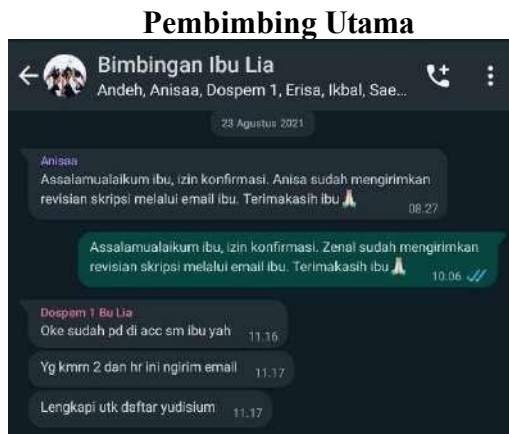 Pembimbing Utama
Bimbingan Ibu Lia
Andeh, Anisaa, Dospem 1, Erisa, Ikbal, Sae...
23 Agustus 2021
Anisaa
Assalamualaikum ibu, izin konfirmasi. Anisa sudah mengirimkan
revisian skripsi melalui email ibu. Terimakasih ibu🙏🏻
08.27
Assalamualaikum ibu, izin konfirmasi. Zenal sudah mengirimkan
revisian skripsi melalui email ibu. Terimakasih ibu🙏🏻
10.06
Dospem 1 Bu Lia
Oke sudah pd di acc sm ibu yah 11.16
Yg kmrn 2 dan hr ini ngirim email 11.17
Lengkapi utk daftar yudisium 11.17